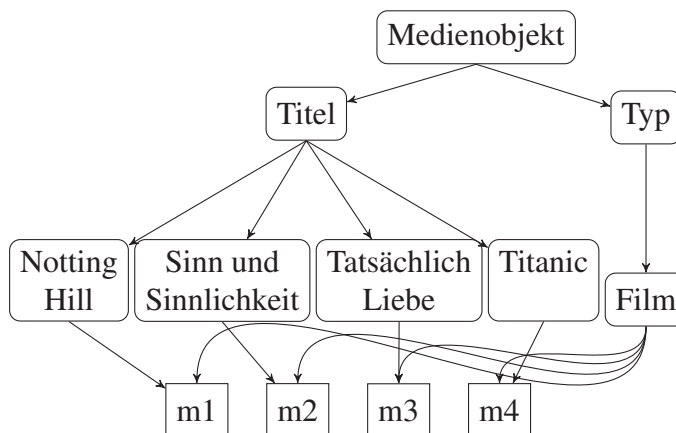 Medienobjekt
Titel
Typ
Notting
Hill
Sinn und
Sinnlichkeit
Tatsächlich
Liebe
Titanic
Film
m1
m2
m3
m4